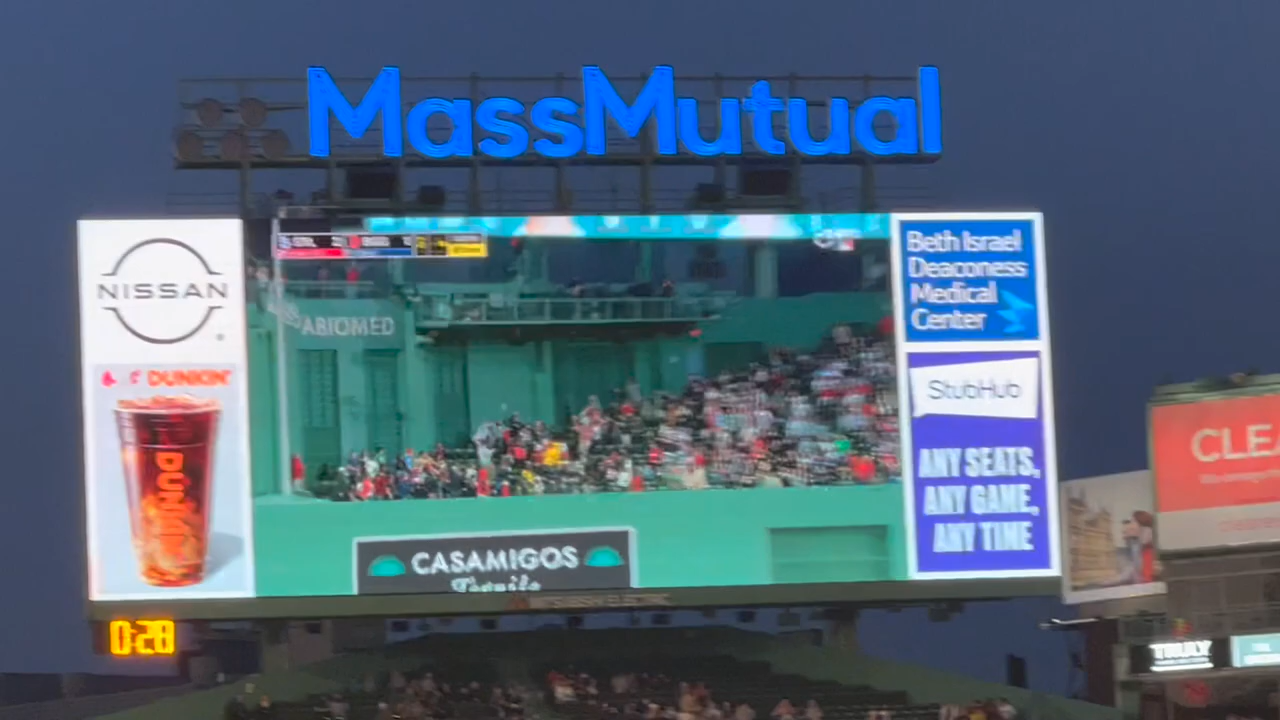 MassMutual
NISSAN
DUNKIN'
DUNKIN'
ABIOMED
CASAMIGOS
Tequila
Beth Israel
Deaconess
Medical
Center
StubHub
ANY SEATS,
ANY GAME,
ANY TIME
0:28
TRULY